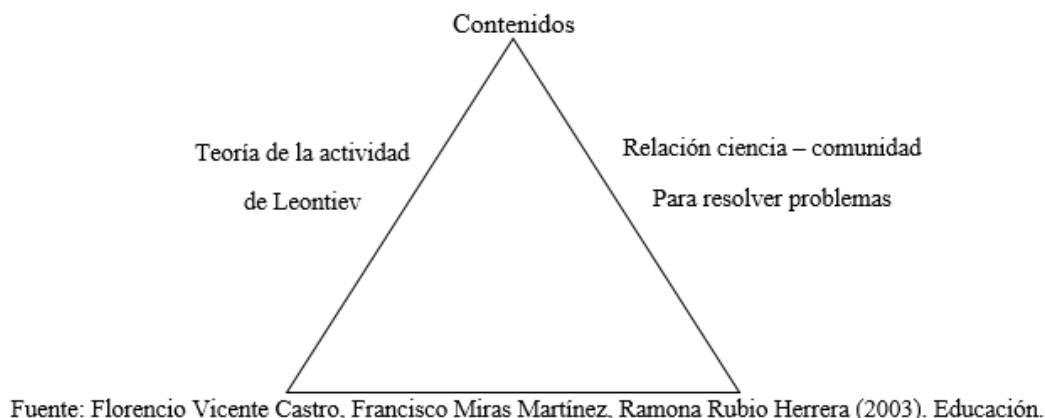 Contenidos
Teoría de la actividad
de Leontiev
Relación ciencia – comunidad
Para resolver problemas
Fuente: Florencio Vicente Castro, Francisco Miras Martínez, Ramona Rubio Herrera (2003). Educación.